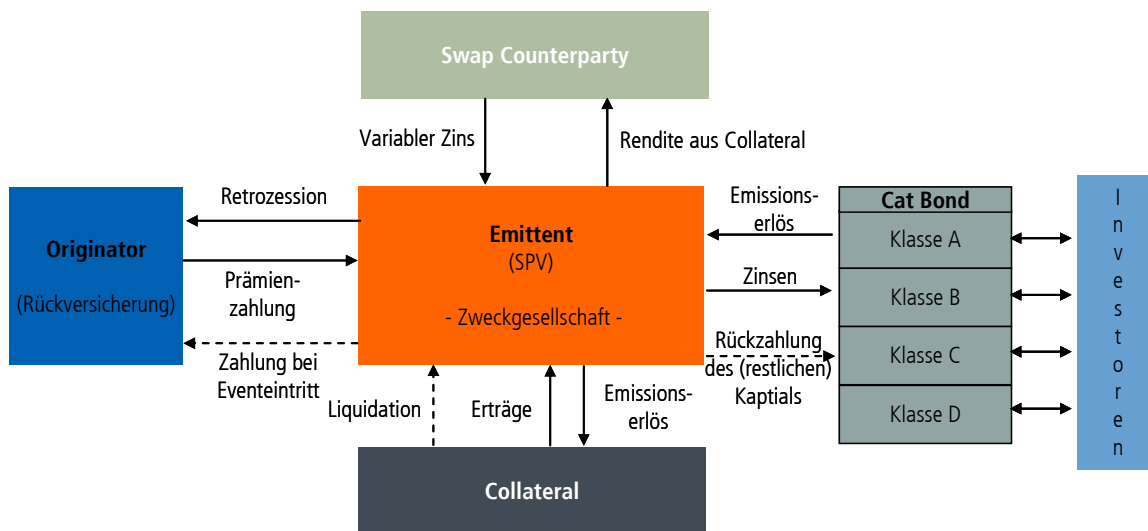 Swap Counterparty
Variabler Zins
Rendite aus Collateral
Retrozession
Originator
(Rückversicherung)
Prämien-
zahlung
Zahlung bei
Eventeintritt
Emittent
(SPV)
- Zweckgesellschaft -
Emissions-
erlös
Zinsen
Rückzahlung
des (restlichen)
Kaptials
Cat Bond
Klasse A
Klasse B
Klasse C
Klasse D
Investoren
Liquidation
Erträge
Emissions-
erlös
Collateral